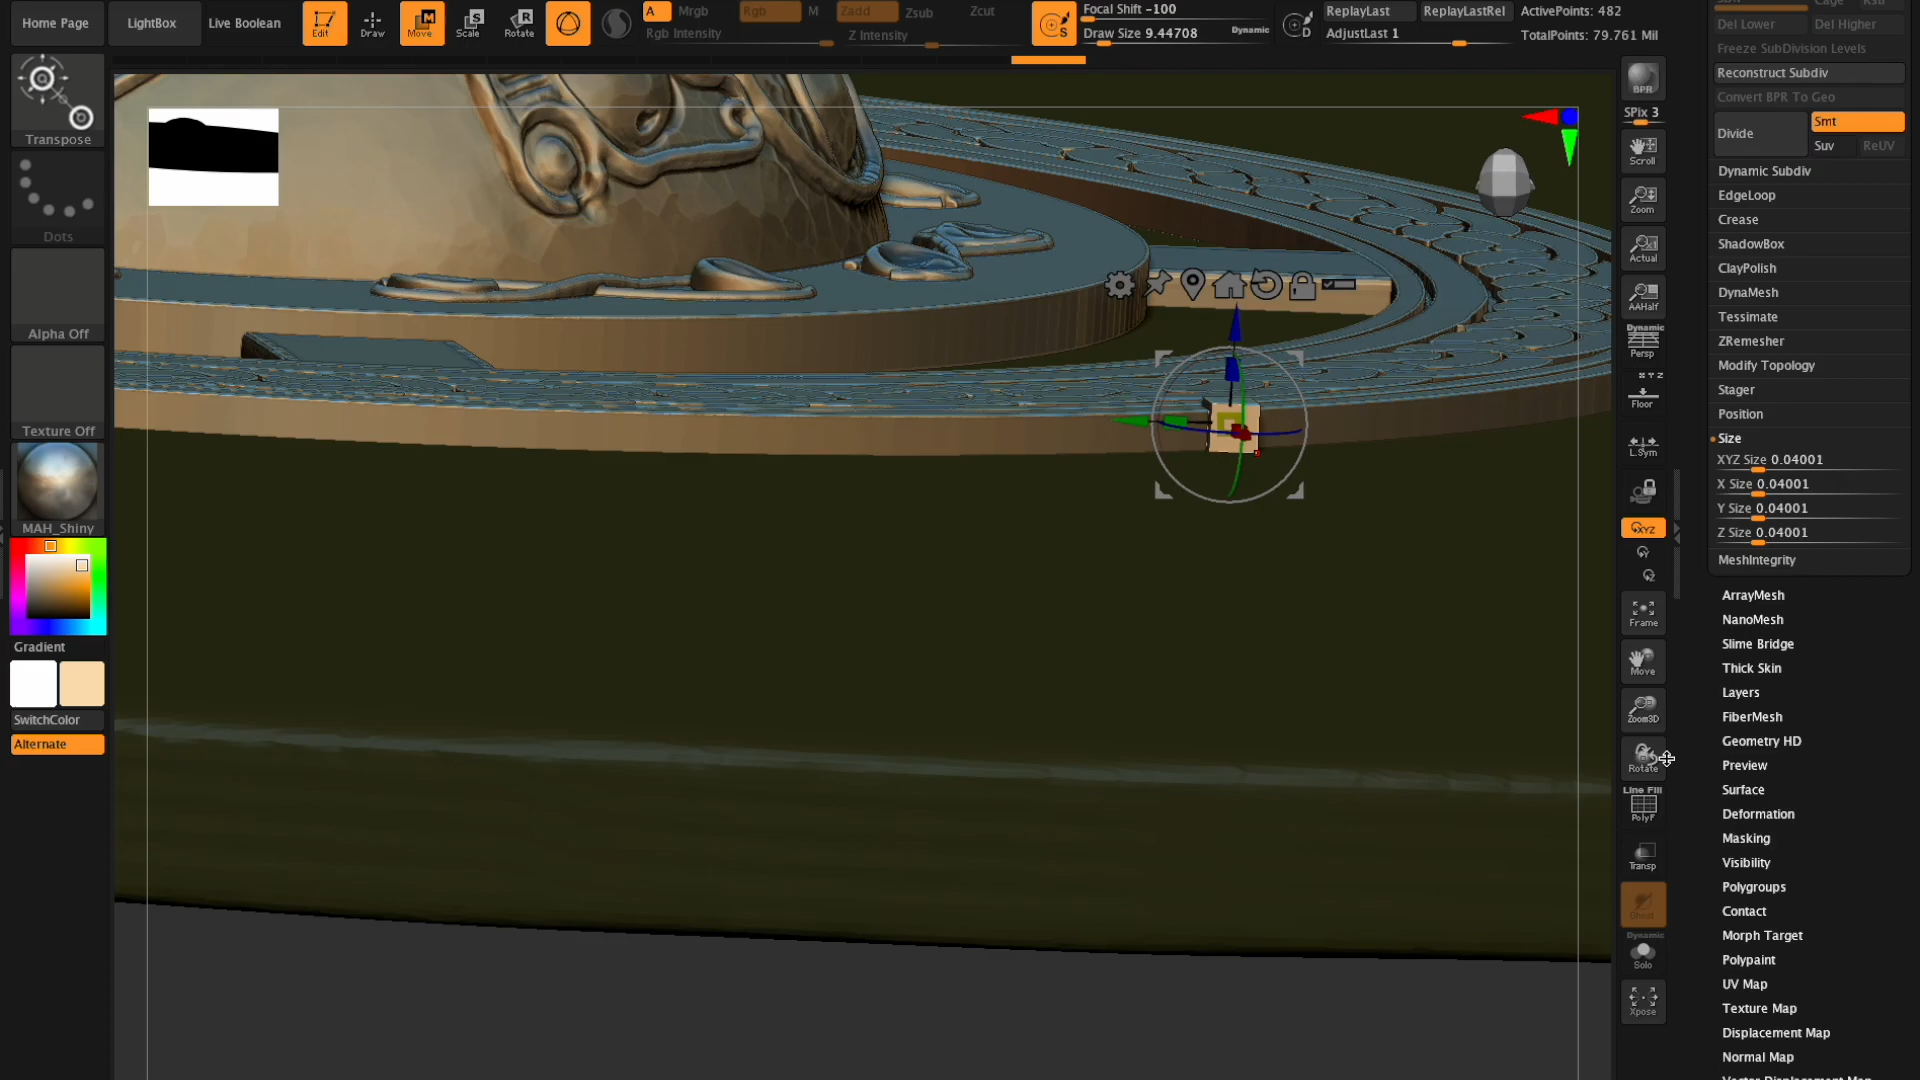 Home Page
LightBox
Live Boolean
Edit
Draw
Move
Scale
Rotate
A
Mrgb
Rgb
M
Zadd
Zsub
Zcut
Rgb Intensity
Z Intensity
Focal Shift -100
Draw Size 9.44708
Dynamic
ReplayLast
ReplayLastRel
AdjustLast 1
ActivePoints: 482
TotalPoints: 79.761 Mil
Transpose
Dots
Alpha Off
Texture Off
MAH_Shiny
Gradient
SwitchColor
Alternate
BPR
SPix 3
Scroll
Zoom
Actual
AAHalf
Dynamic
Persp
X Y Z
Floor
L.Sym
XYZ
Y
Z
Frame
Move
Zoom3D
Rotate
Line Fill
PolyF
Transp
Ghost
Dynamic
Solo
Xpose
Cage
Del Lower
Del Higher
Freeze SubDivision Levels
Reconstruct Subdiv
Convert BPR To Geo
Divide
Smt
Suv
ReUV
Dynamic Subdiv
EdgeLoop
Crease
ShadowBox
ClayPolish
DynaMesh
Tessimate
ZRemesher
Modify Topology
Stager
Position
Size
XYZ Size 0.04001
X Size 0.04001
Y Size 0.04001
Z Size 0.04001
MeshIntegrity
ArrayMesh
NanoMesh
Slime Bridge
Thick Skin
Layers
FiberMesh
Geometry HD
Preview
Surface
Deformation
Masking
Visibility
Polygroups
Contact
Morph Target
Polypaint
UV Map
Texture Map
Displacement Map
Normal Map
Vector Displacement Map